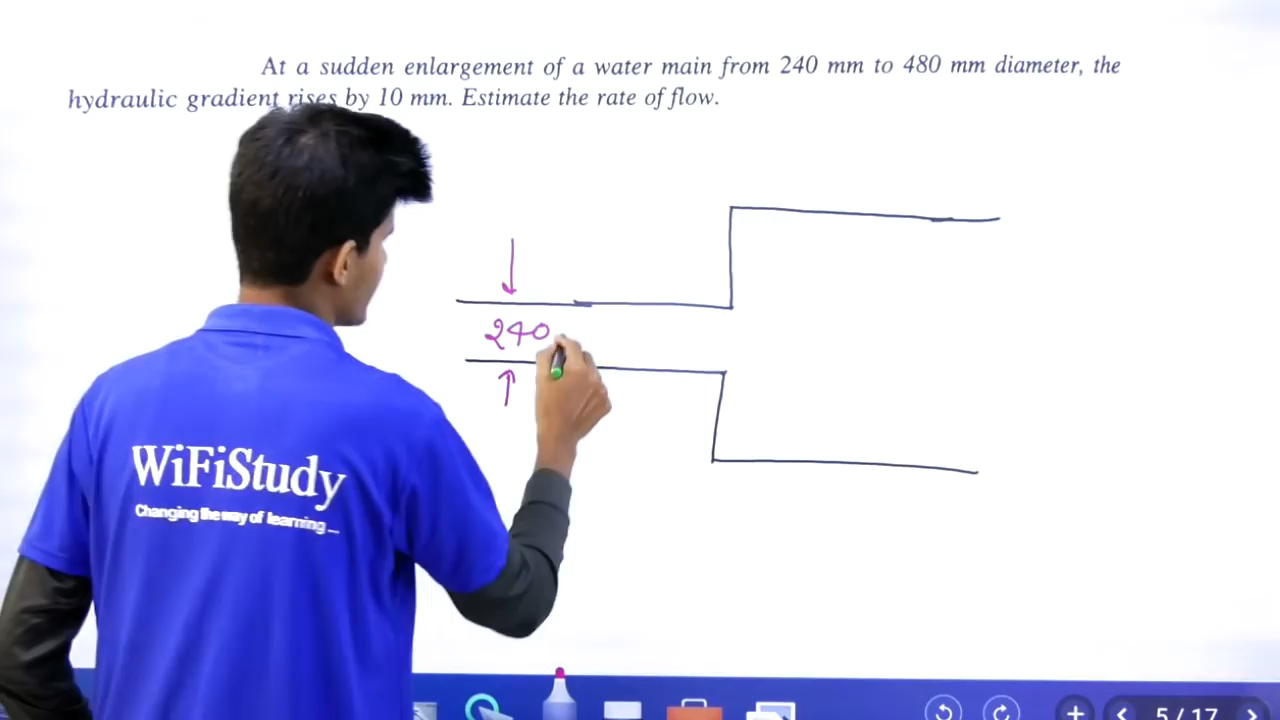 At a sudden enlargement of a water main from 240 mm to 480 mm diameter, the
hydraulic gradient rises by 10 mm. Estimate the rate of flow.
240
WiFiStudy
Changing the way of learning...
5 / 17